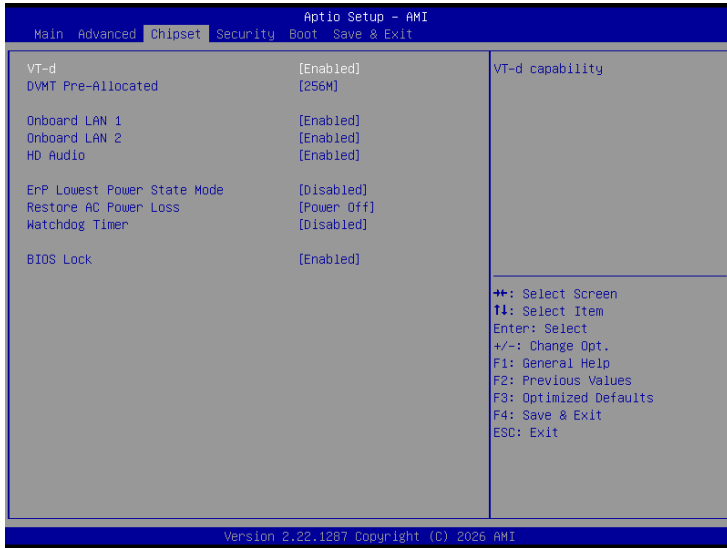 Aptio Setup – AMI
Main Advanced Chipset Security Boot Save & Exit
VT-d [Enabled]
DVMT Pre-Allocated [256M]
Onboard LAN 1 [Enabled]
Onboard LAN 2 [Enabled]
HD Audio [Enabled]
ErP Lowest Power State Mode [Disabled]
Restore AC Power Loss [Power Off]
Watchdog Timer [Disabled]
BIOS Lock [Enabled]
VT-d capability
→←: Select Screen
↑↓: Select Item
Enter: Select
+/-: Change Opt.
F1: General Help
F2: Previous Values
F3: Optimized Defaults
F4: Save & Exit
ESC: Exit
Version 2.22.1287 Copyright (C) 2026 AMI